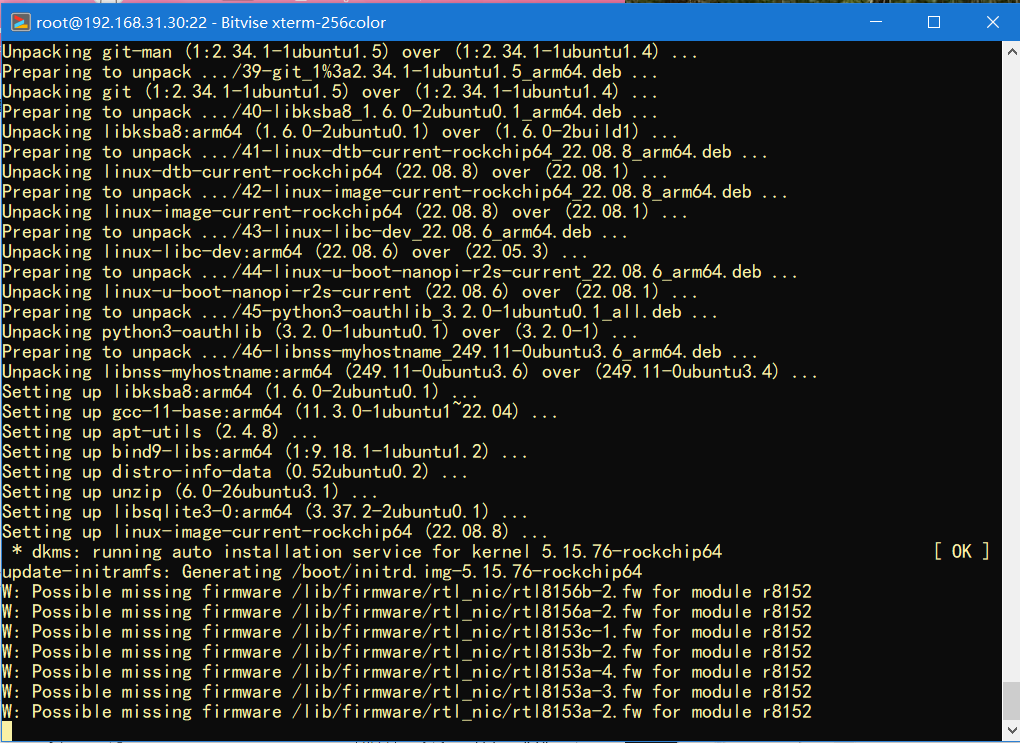 root@192.168.31.30:22 - Bitvise xterm-256color
Unpacking git-man (1:2.34.1-1ubuntu1.5) over (1:2.34.1-1ubuntu1.4) ...
Preparing to unpack .../39-git_1%3a2.34.1-1ubuntu1.5_arm64.deb ...
Unpacking git (1:2.34.1-1ubuntu1.5) over (1:2.34.1-1ubuntu1.4) ...
Preparing to unpack .../40-libksba8_1.6.0-2ubuntu0.1_arm64.deb ...
Unpacking libksba8:arm64 (1.6.0-2ubuntu0.1) over (1.6.0-2build1) ...
Preparing to unpack .../41-linux-dtb-current-rockchip64_22.08.8_arm64.deb ...
Unpacking linux-dtb-current-rockchip64 (22.08.8) over (22.08.1) ...
Preparing to unpack .../42-linux-image-current-rockchip64_22.08.8_arm64.deb ...
Unpacking linux-image-current-rockchip64 (22.08.8) over (22.08.1) ...
Preparing to unpack .../43-linux-libc-dev_22.08.6_arm64.deb ...
Unpacking linux-libc-dev:arm64 (22.08.6) over (22.05.3) ...
Preparing to unpack .../44-linux-u-boot-nanopi-r2s-current_22.08.6_arm64.deb ...
Unpacking linux-u-boot-nanopi-r2s-current (22.08.6) over (22.08.1) ...
Preparing to unpack .../45-python3-oauthlib_3.2.0-1ubuntu0.1_all.deb ...
Unpacking python3-oauthlib (3.2.0-1ubuntu0.1) over (3.2.0-1) ...
Preparing to unpack .../46-libnss-myhostname_249.11-0ubuntu3.6_arm64.deb ...
Unpacking libnss-myhostname:arm64 (249.11-0ubuntu3.6) over (249.11-0ubuntu3.4) ...
Setting up libksba8:arm64 (1.6.0-2ubuntu0.1) ...
Setting up gcc-11-base:arm64 (11.3.0-1ubuntu1~22.04) ...
Setting up apt-utils (2.4.8) ...
Setting up bind9-libs:arm64 (1:9.18.1-1ubuntu1.2) ...
Setting up distro-info-data (0.52ubuntu0.2) ...
Setting up unzip (6.0-26ubuntu3.1) ...
Setting up libsqlite3-0:arm64 (3.37.2-2ubuntu0.1) ...
Setting up linux-image-current-rockchip64 (22.08.8) ...
 * dkms: running auto installation service for kernel 5.15.76-rockchip64 [ OK ]
update-initramfs: Generating /boot/initrd.img-5.15.76-rockchip64
W: Possible missing firmware /lib/firmware/rtl_nic/rtl8156b-2.fw for module r8152
W: Possible missing firmware /lib/firmware/rtl_nic/rtl8156a-2.fw for module r8152
W: Possible missing firmware /lib/firmware/rtl_nic/rtl8153c-1.fw for module r8152
W: Possible missing firmware /lib/firmware/rtl_nic/rtl8153b-2.fw for module r8152
W: Possible missing firmware /lib/firmware/rtl_nic/rtl8153a-4.fw for module r8152
W: Possible missing firmware /lib/firmware/rtl_nic/rtl8153a-3.fw for module r8152
W: Possible missing firmware /lib/firmware/rtl_nic/rtl8153a-2.fw for module r8152